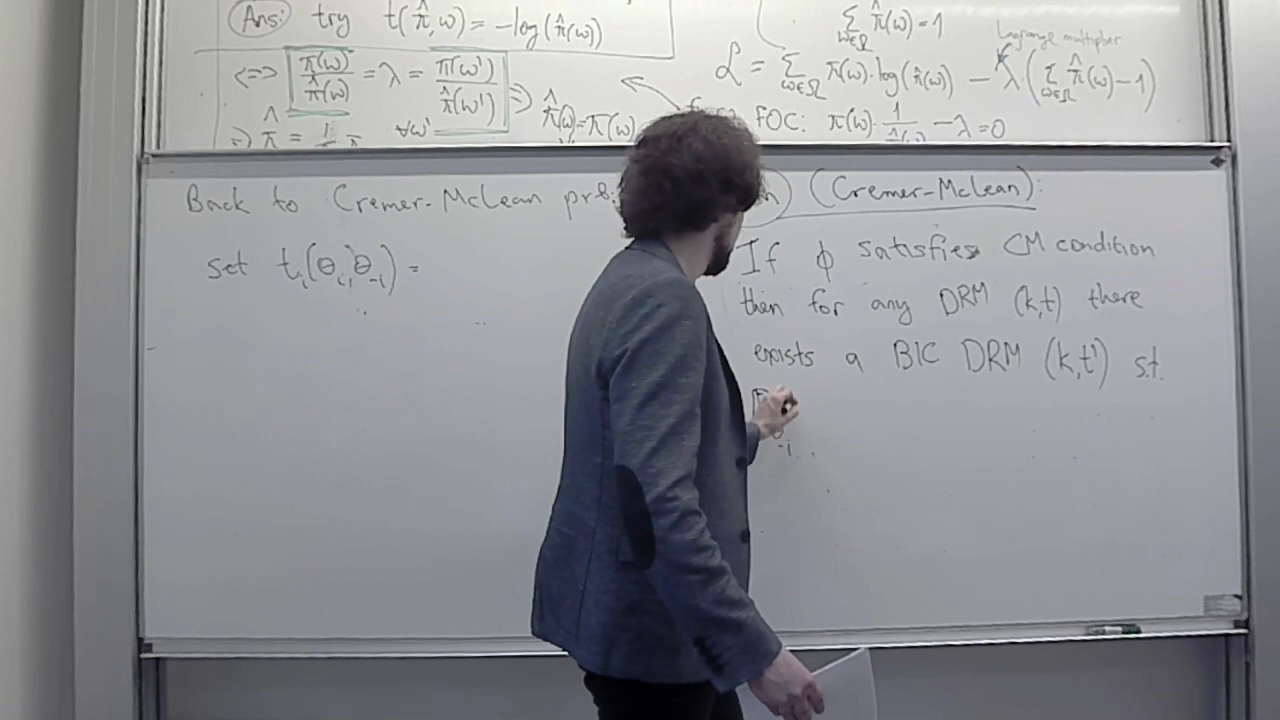 Ans: try t(π̂,ω) = -log(π̂(ω))
<=> π(ω)/π̂(ω) = λ = π(ω')/π̂(ω') => π̂(ω) = π(ω)
∀ω'
=> π̂ =
∑_{ω∈Ω} π̂(ω) = 1
Lagrange multiplier
ℒ = ∑_{ω∈Ω} π(ω)·log(π̂(ω)) - λ(∑_{ω∈Ω} π̂(ω) - 1)
FOC: π(ω)·1/π̂(ω) - λ = 0
Back to Cremer-McLean
set t_i(θ_i, θ_{-i}) =
(Cremer-McLean):
If ϕ satisfies CM condition
then for any DRM (k,t) there
exists a BIC DRM (k,t') s.t.
-i